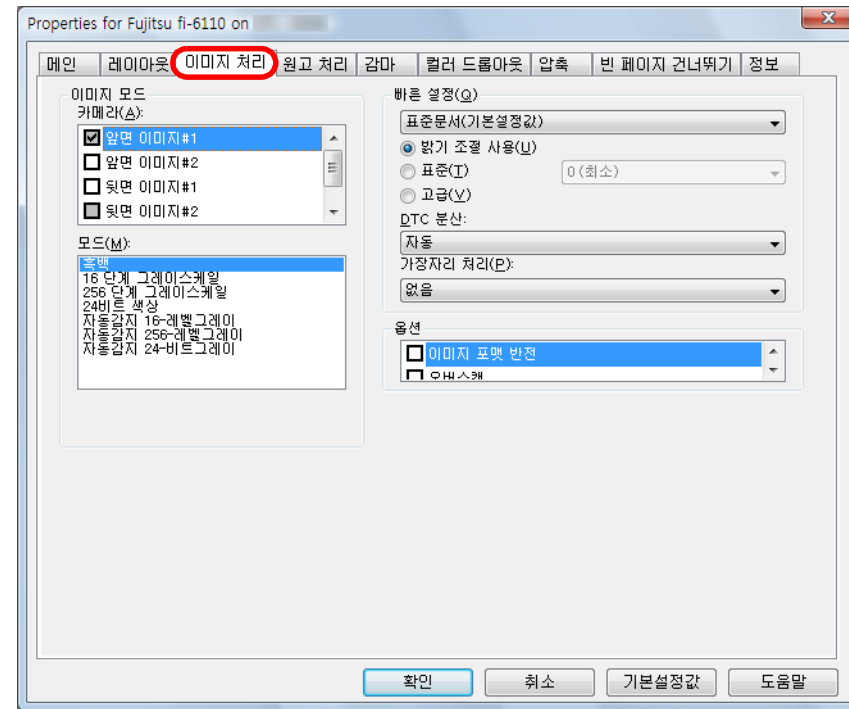 Properties for Fujitsu fi-6110 on
메인 레이아웃 이미지 처리 원고 처리 감마 컬러 드롭아웃 압축 빈 페이지 건너뛰기 정보
이미지 모드
카메라(A):
앞면 이미지#1
앞면 이미지#2
뒷면 이미지#1
뒷면 이미지#2
모드(M):
흑백
16 단계 그레이스케일
256 단계 그레이스케일
24비트 색상
자동감지 16-레벨그레이
자동감지 256-레벨그레이
자동감지 24-비트그레이
빠른 설정(Q)
표준문서(기본설정값)
밝기 조절 사용(U)
표준(T) 0 (최소)
고급(V)
DTC 분산:
자동
가장자리 처리(P):
없음
옵션
이미지 포맷 반전
확인 취소 기본설정값 도움말